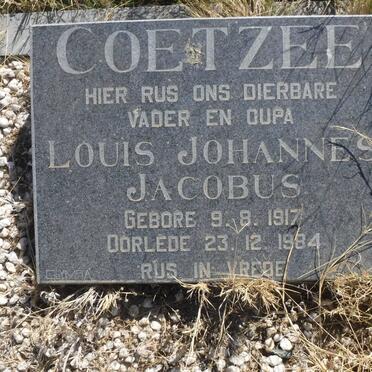 COETZEE
HIER RUS ONS DIERBARE
VADER EN OUPA
LOUIS JOHANNES
JACOBUS
GEBORE 9.8.1917
OORLEDE 23.12.1984
RUS IN VREDE